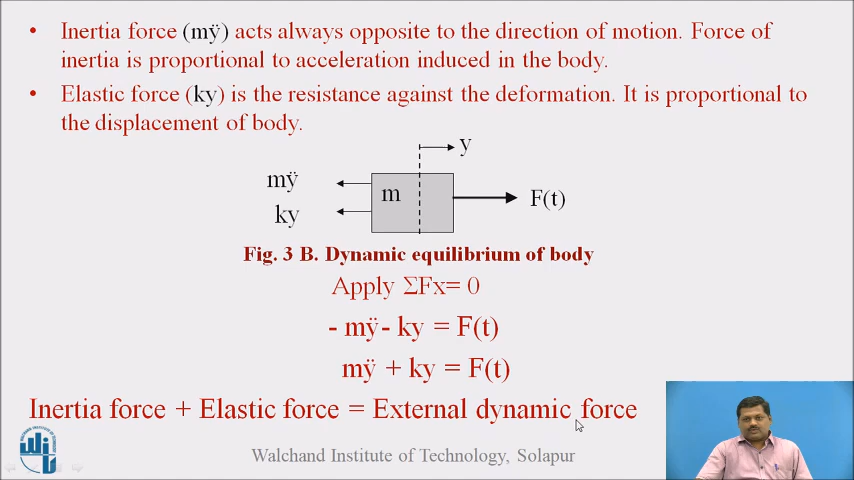 • Inertia force (mÿ) acts always opposite to the direction of motion. Force of
inertia is proportional to acceleration induced in the body.
• Elastic force (ky) is the resistance against the deformation. It is proportional to
the displacement of body.
y
mÿ
m
F(t)
ky
Fig. 3 B. Dynamic equilibrium of body
Apply ΣFx= 0
- mÿ - ky = F(t)
mÿ + ky = F(t)
Inertia force + Elastic force = External dynamic force
Walchand Institute of Technology, Solapur